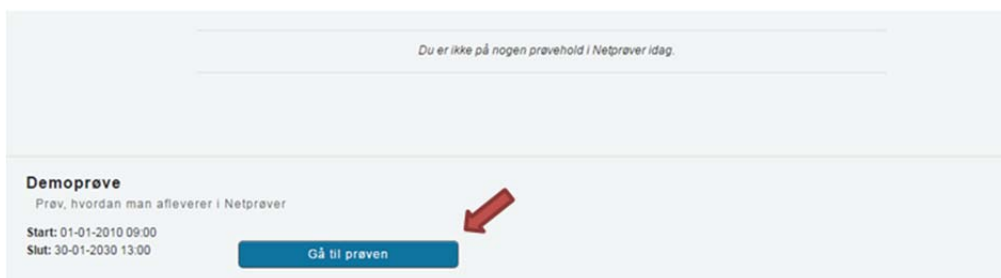 Du er ikke på nogen prøvehold i Netprøver idag.
Demoprøve
Prøv, hvordan man afleverer i Netprøver
Start: 01-01-2010 09:00
Slut: 30-01-2030 13:00
Gå til prøven